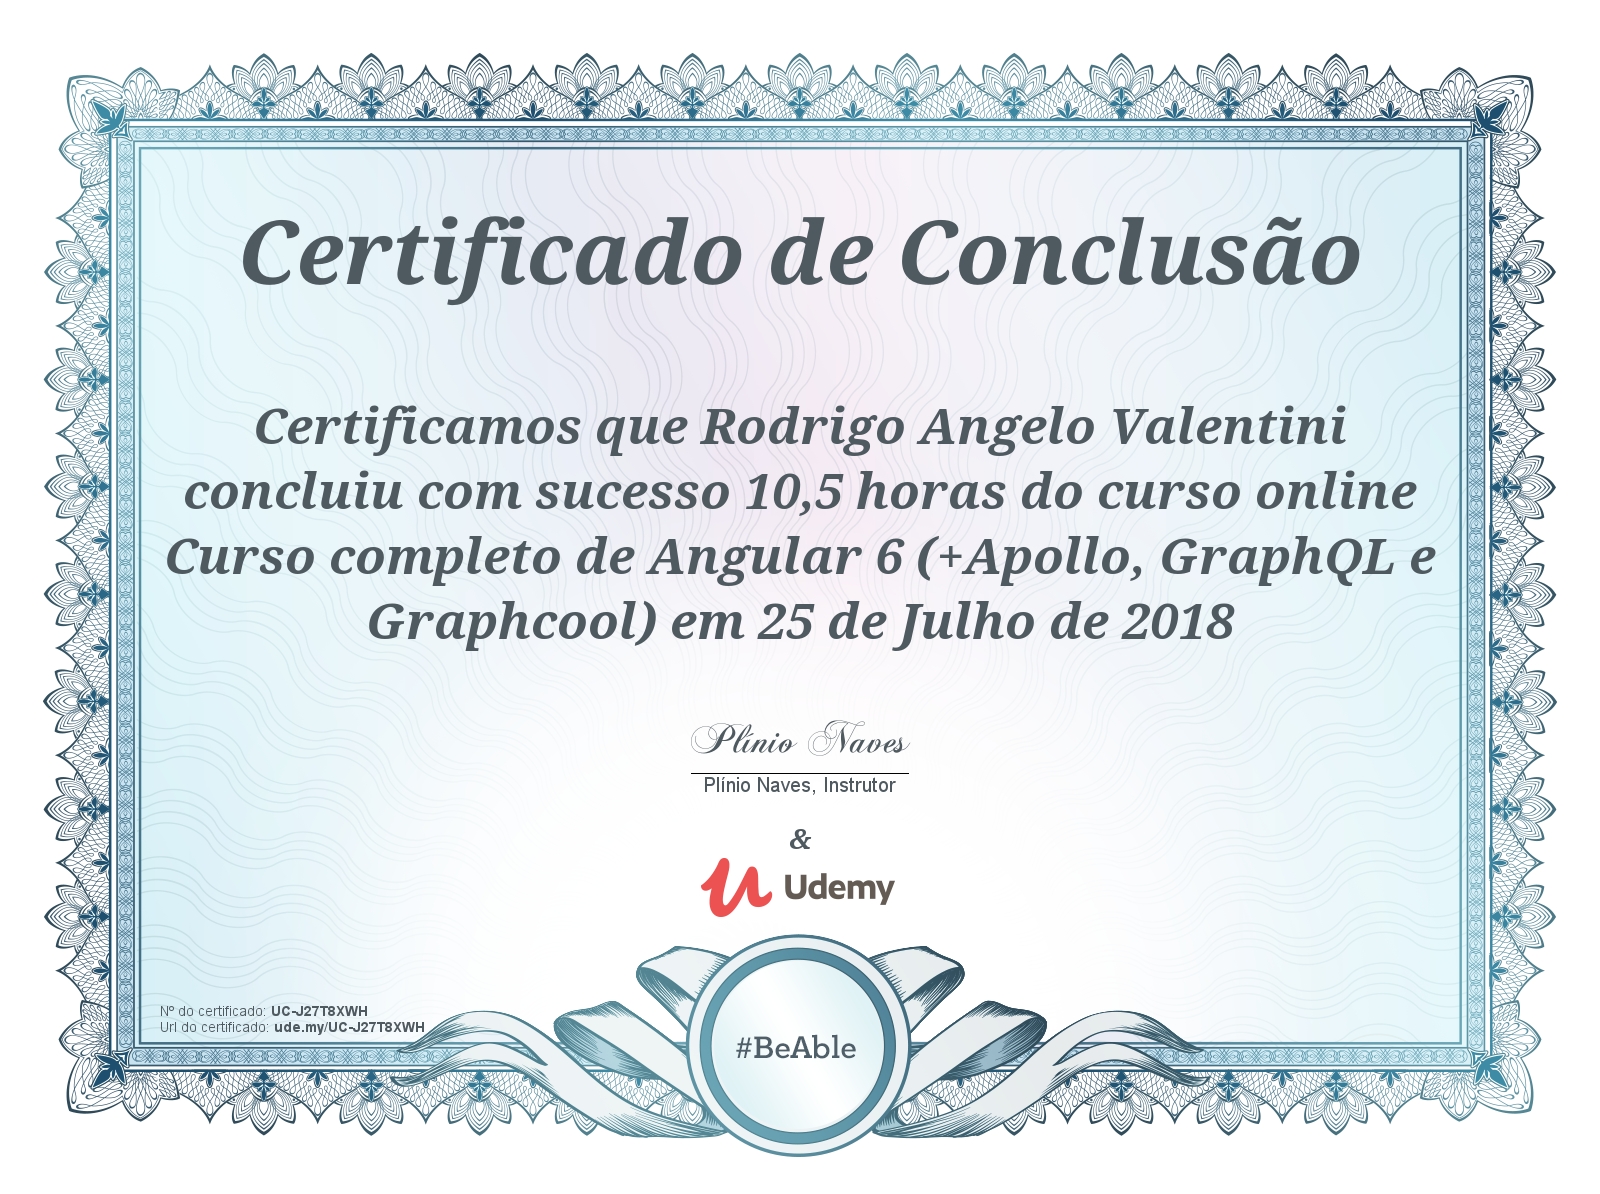 Certificado de Conclusão
Certificamos que Rodrigo Angelo Valentini
concluiu com sucesso 10,5 horas do curso online
Curso completo de Angular 6 (+Apollo, GraphQL e
Graphcool) em 25 de Julho de 2018
Plínio Naves
Plínio Naves, Instrutor
&
Udemy
Nº do certificado: UC-J27T8XWH
Url do certificado: ude.my/UC-J27T8XWH
#BeAble